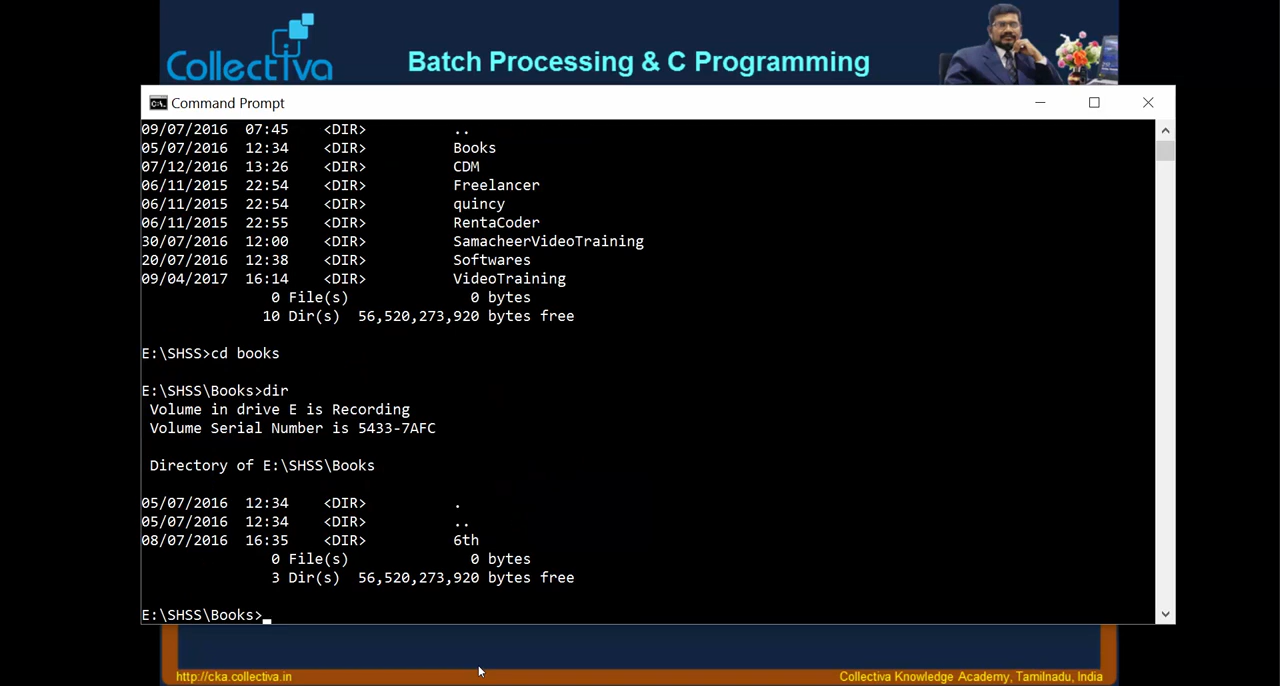 Collectiva
Batch Processing & C Programming
Command Prompt
09/07/2016  07:45    <DIR>          ..
05/07/2016  12:34    <DIR>          Books
07/12/2016  13:26    <DIR>          CDM
06/11/2015  22:54    <DIR>          Freelancer
06/11/2015  22:54    <DIR>          quincy
06/11/2015  22:55    <DIR>          RentaCoder
30/07/2016  12:00    <DIR>          SamacheerVideoTraining
20/07/2016  12:38    <DIR>          Softwares
09/04/2017  16:14    <DIR>          VideoTraining
0 File(s)              0 bytes
10 Dir(s)  56,520,273,920 bytes free
E:\SHSS>cd books
E:\SHSS\Books>dir
Volume in drive E is Recording
Volume Serial Number is 5433-7AFC
Directory of E:\SHSS\Books
05/07/2016  12:34    <DIR>          .
05/07/2016  12:34    <DIR>          ..
08/07/2016  16:35    <DIR>          6th
0 File(s)              0 bytes
3 Dir(s)  56,520,273,920 bytes free
E:\SHSS\Books>
http://cka.collectiva.in
Collectiva Knowledge Academy, Tamilnadu, India